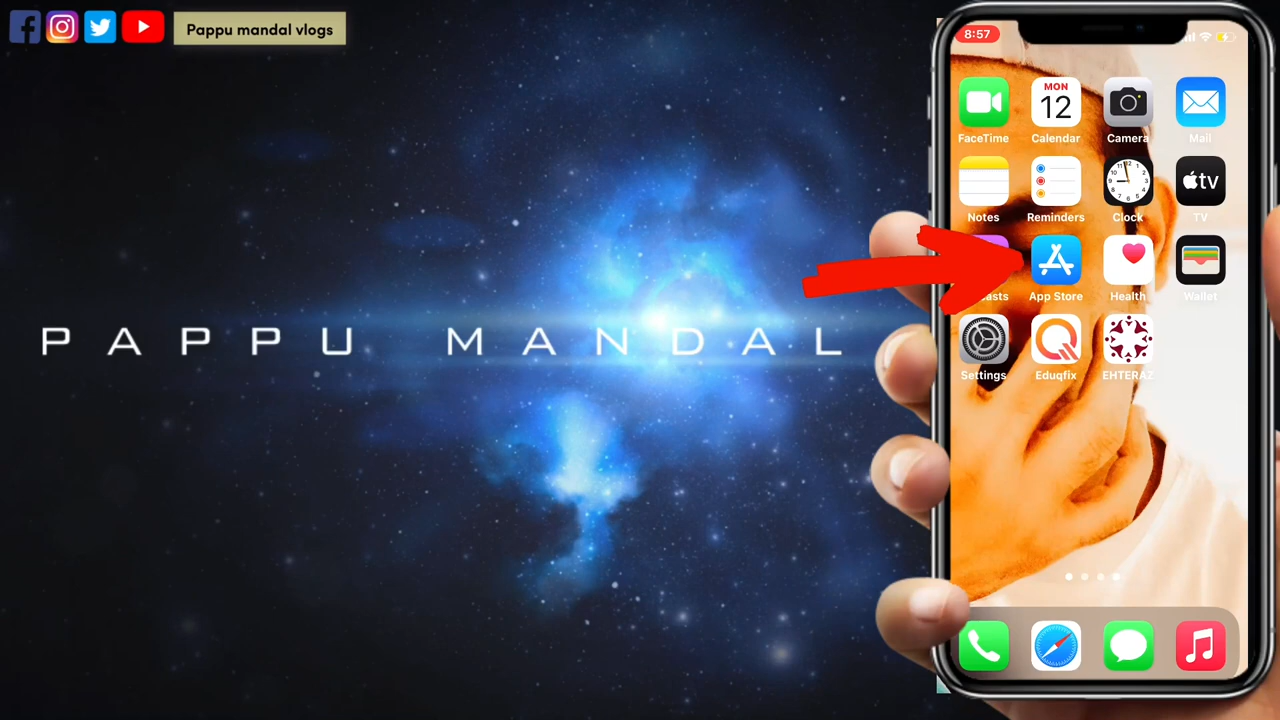 Pappu mandal vlogs
PAPPU MANDAL
8:57
MON
12
FaceTime
Calendar
Camera
Mail
Notes
Reminders
Clock
tv
TV
App Store
Health
Wallet
Settings
Eduqfix
EHTERAZ